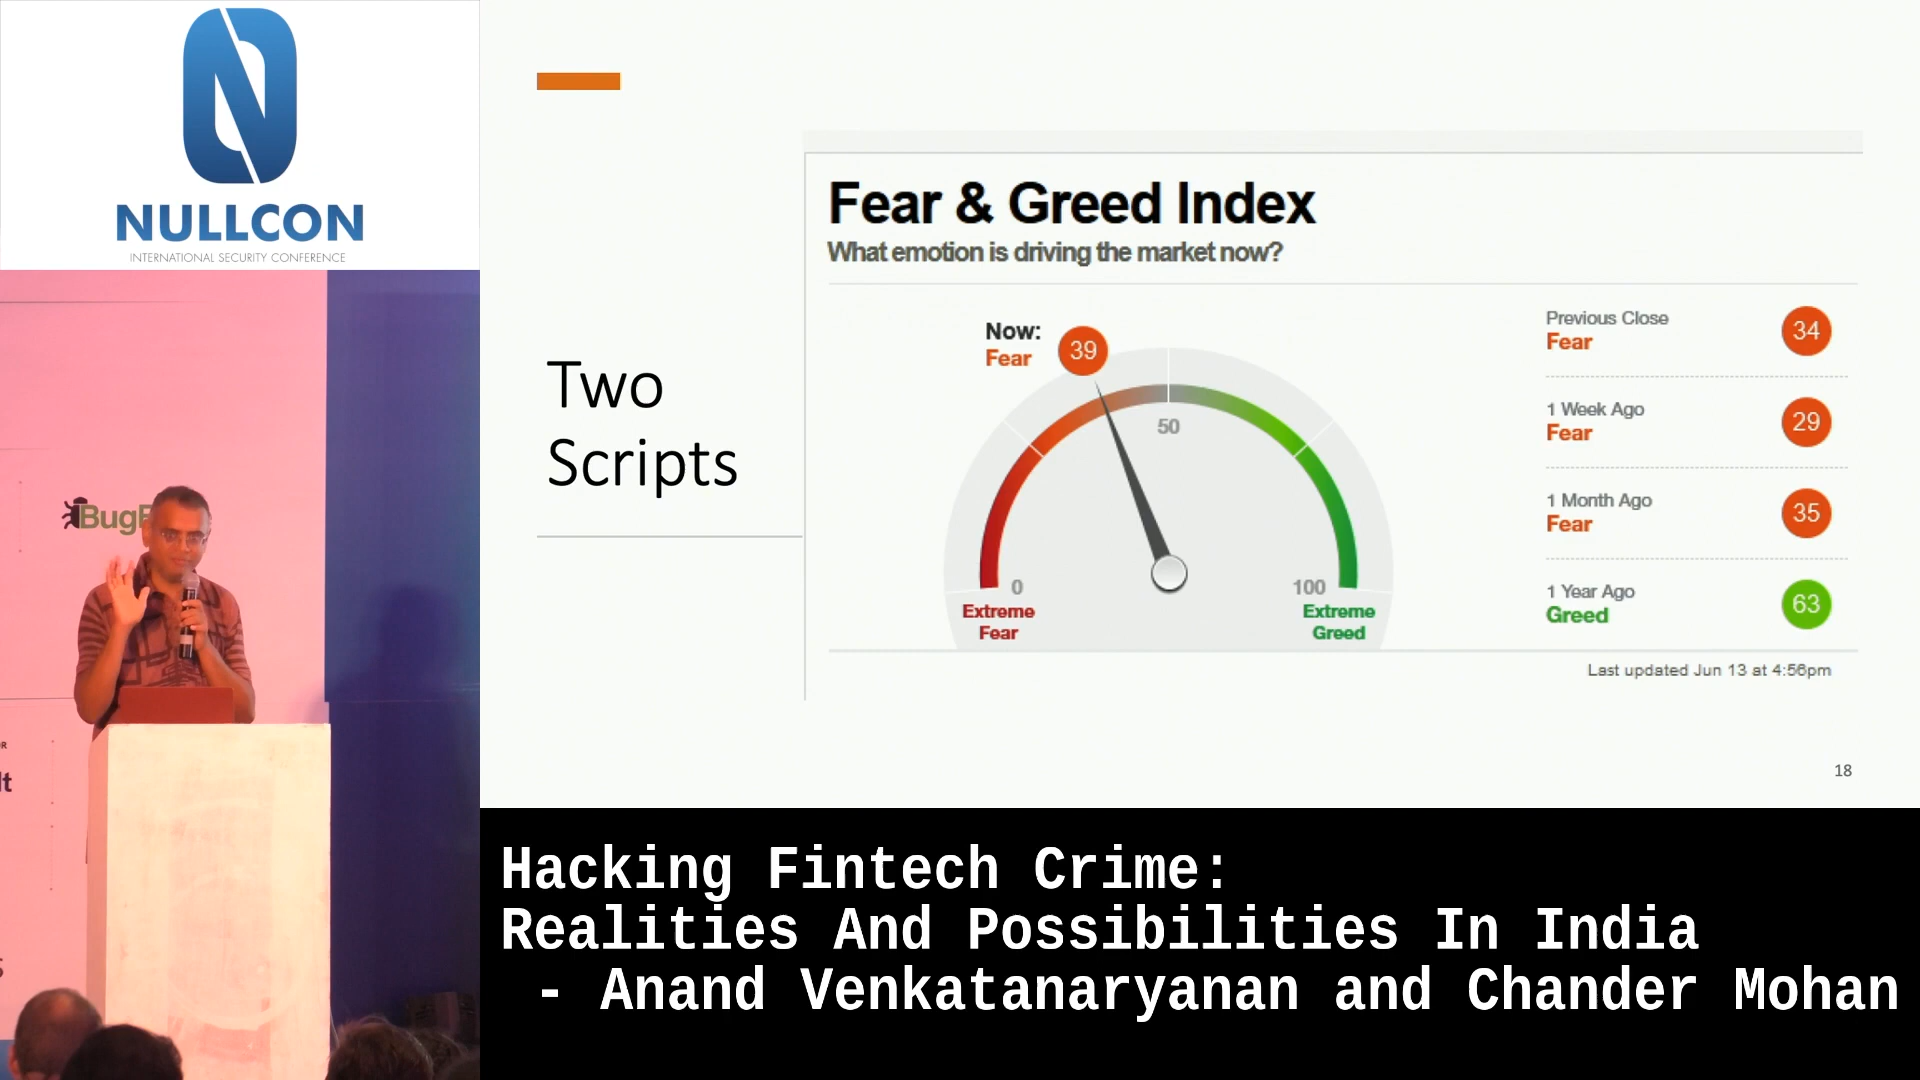 NULLCON
INTERNATIONAL SECURITY CONFERENCE
Two
Scripts
Fear & Greed Index
What emotion is driving the market now?
Now:
Fear
39
50
0
100
Extreme
Fear
Extreme
Greed
Previous Close
Fear
34
1 Week Ago
Fear
29
1 Month Ago
Fear
35
1 Year Ago
Greed
63
Last updated Jun 13 at 4:56pm
18
Hacking Fintech Crime:
Realities And Possibilities In India
- Anand Venkatanaryanan and Chander Mohan